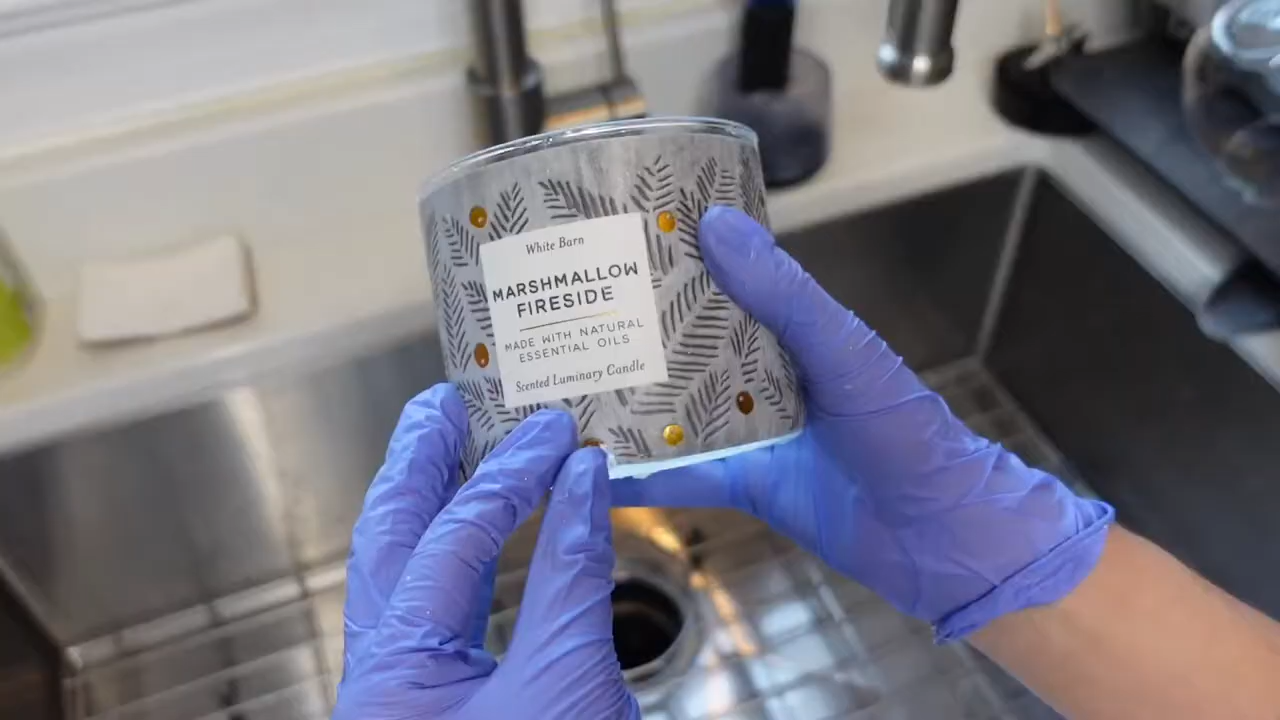 White Barn
MARSHMALLOW
FIRESIDE
MADE WITH NATURAL
ESSENTIAL OILS
Scented Luminary Candle